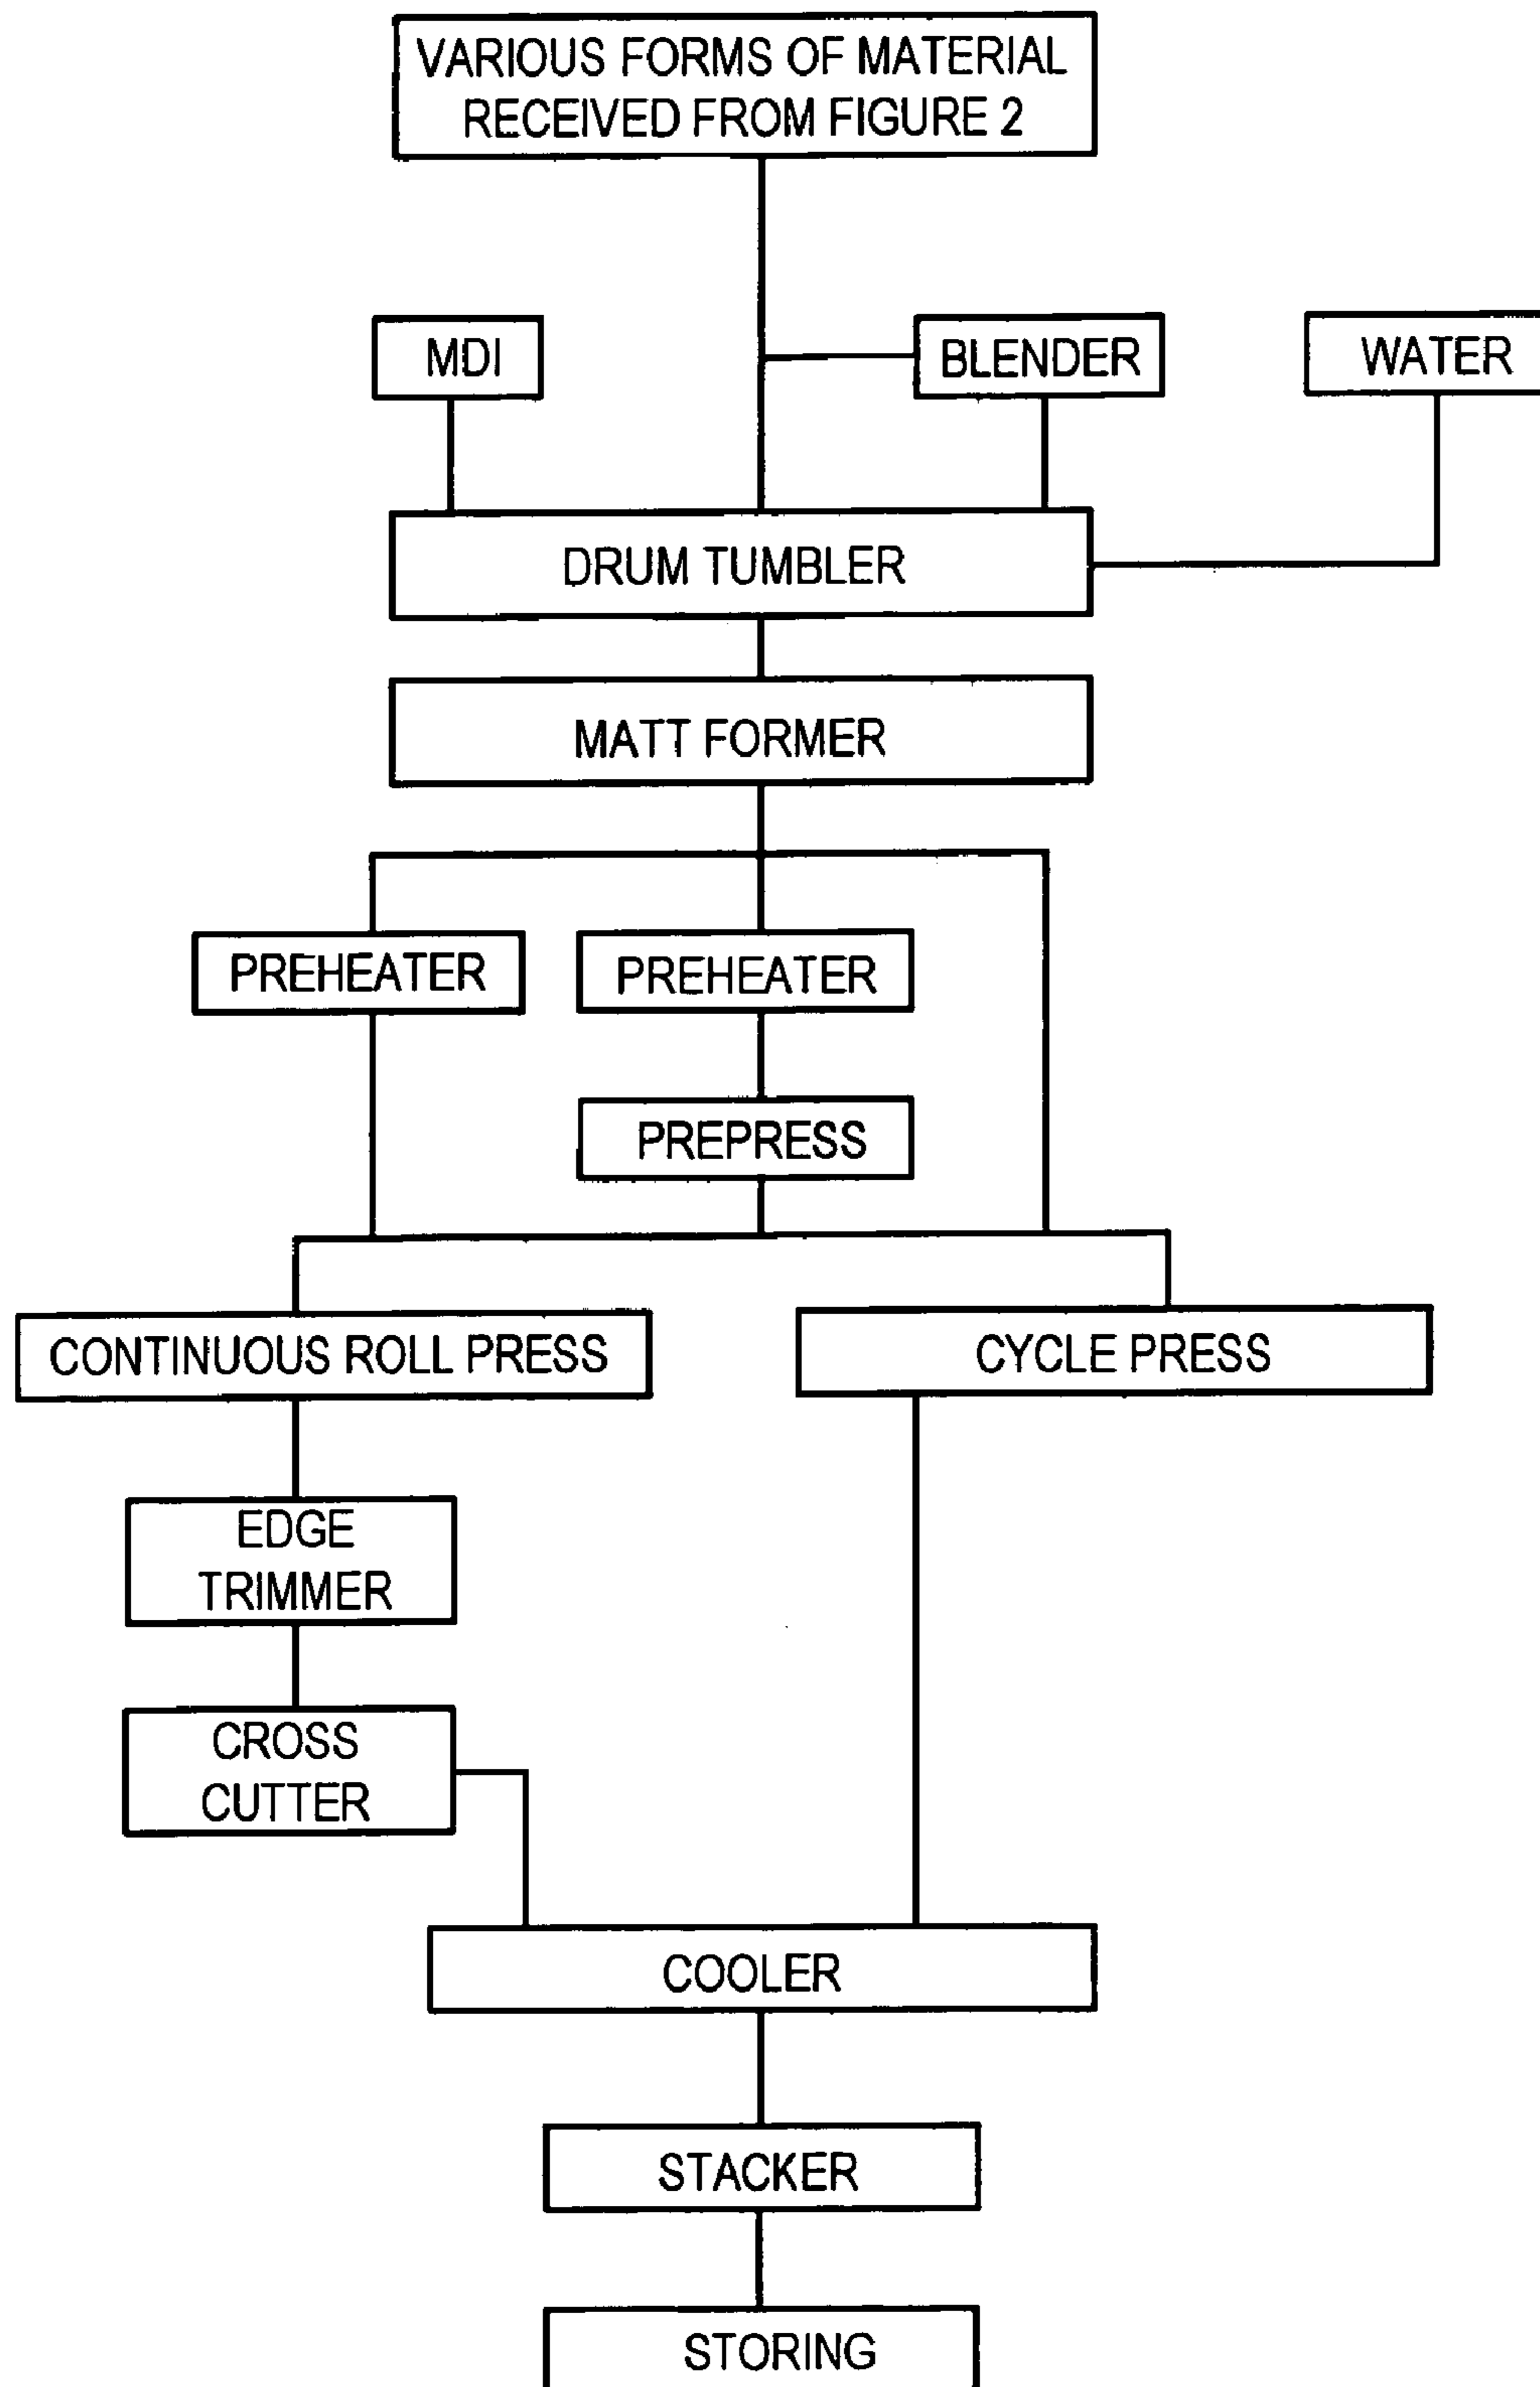 VARIOUS FORMS OF MATERIAL
RECEIVED FROM FIGURE 2
MDI
BLENDER
WATER
DRUM TUMBLER
MATT FORMER
PREHEATER
PREHEATER
PREPRESS
CONTINUOUS ROLL PRESS
CYCLE PRESS
EDGE
TRIMMER
CROSS
CUTTER
COOLER
STACKER
STORING